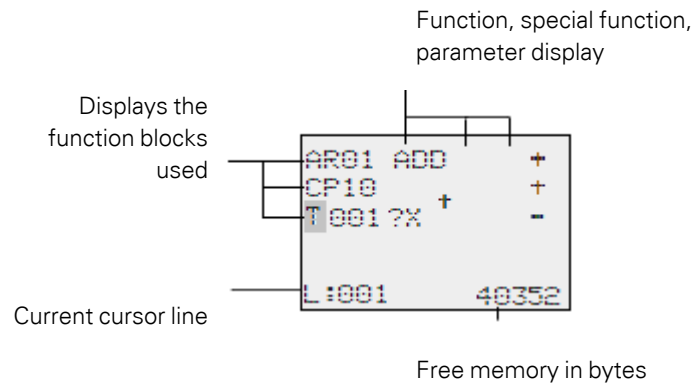 Function, special function,
parameter display
Displays the
function blocks
used
AR01 ADD +
CP10 +
T 001 ?X + -
L:001 40352
Current cursor line
Free memory in bytes